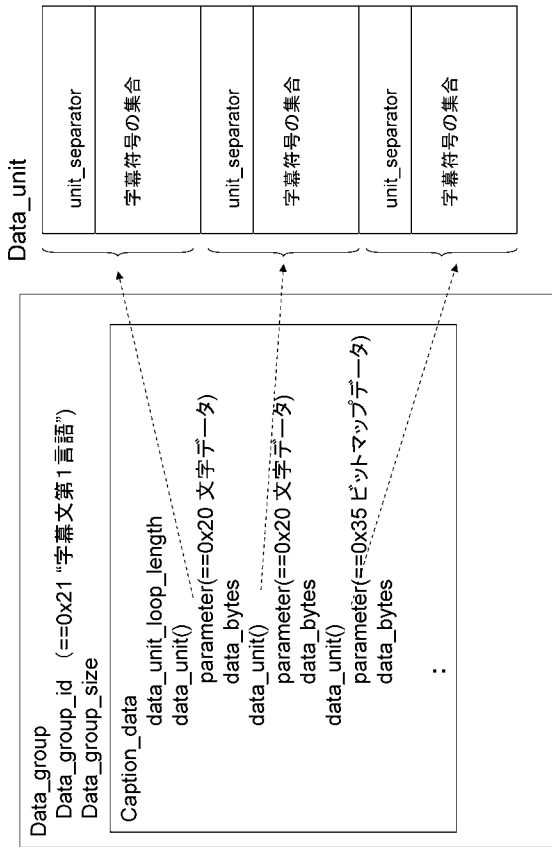 Data_group
Data_group_id (==0x21 “字幕文第1言語”)
Data_group_size
Caption_data
data_unit_loop_length
data_unit()
parameter(==0x20 文字データ)
data_bytes
data_unit()
parameter(==0x20 文字データ)
data_bytes
data_unit()
parameter(==0x35 ビットマップデータ)
data_bytes
:
Data_unit
unit_separator
字幕符号の集合
unit_separator
字幕符号の集合
unit_separator
字幕符号の集合